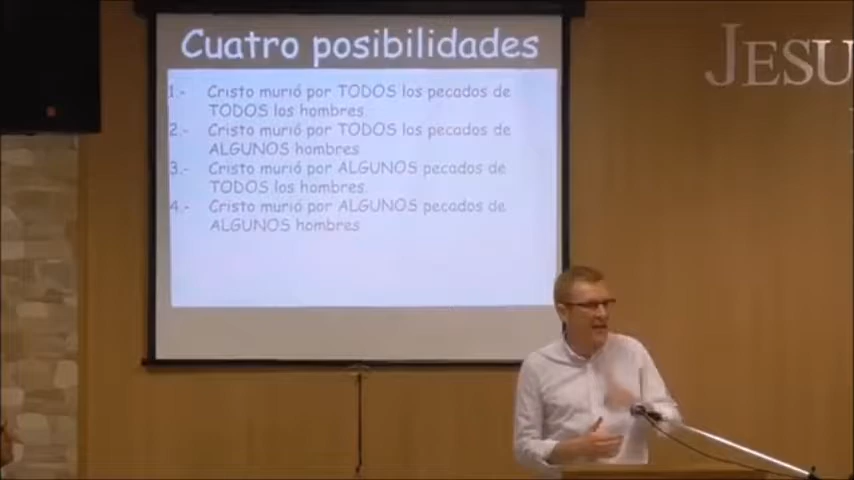 Cuatro posibilidades
JESU
1.- Cristo murió por TODOS los pecados de
TODOS los hombres
2.- Cristo murió por TODOS los pecados de
ALGUNOS hombres
3.- Cristo murió por ALGUNOS pecados de
TODOS los hombres.
4.- Cristo murió por ALGUNOS pecados de
ALGUNOS hombres